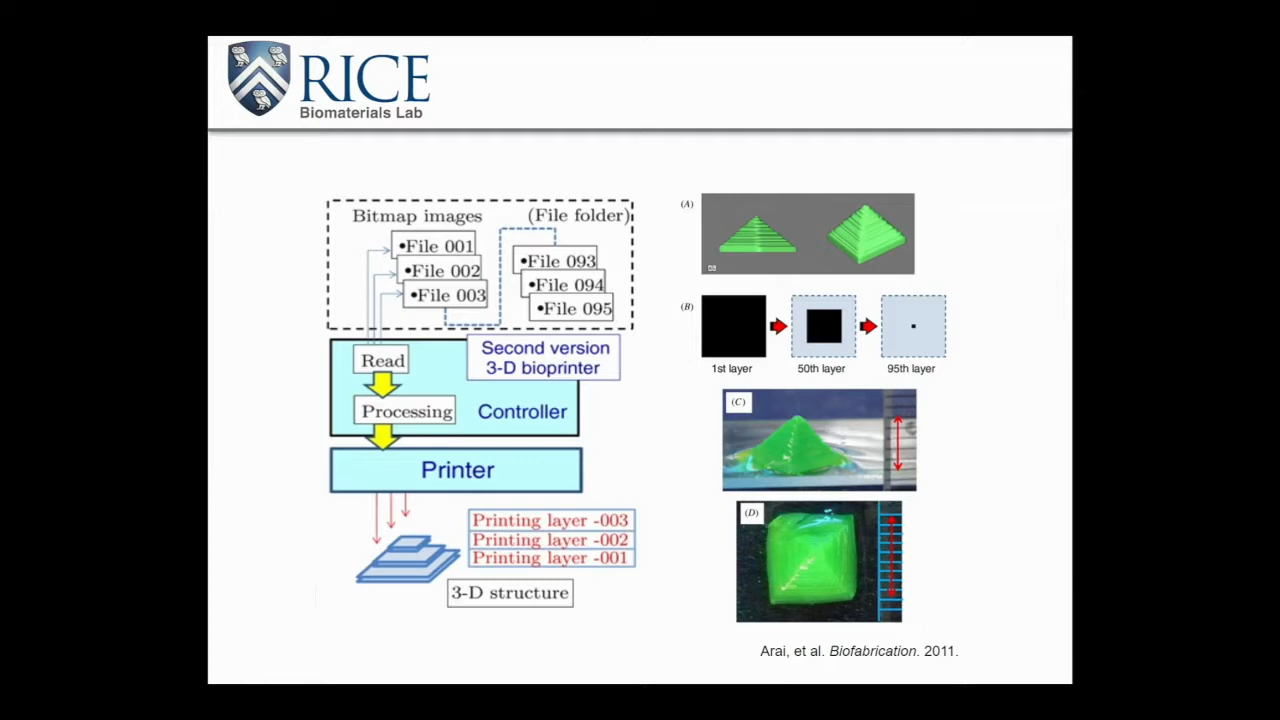 RICE
Biomaterials Lab
Bitmap images
(File folder)
•File 001
•File 002
•File 003
•File 093
•File 094
•File 095
Second version
3-D bioprinter
Read
Processing
Controller
Printer
Printing layer -003
Printing layer -002
Printing layer -001
3-D structure
(A)
(B)
1st layer
50th layer
95th layer
(C)
(D)
Arai, et al. Biofabrication. 2011.